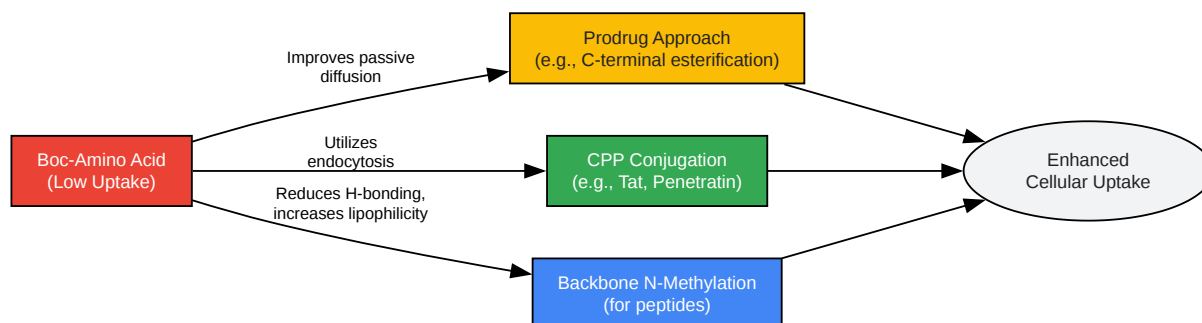 Prodrug Approach
(e.g., C-terminal esterification)
Improves passive
diffusion
Boc-Amino Acid
(Low Uptake)
Utilizes
endocytosis
CPP Conjugation
(e.g., Tat, Penetratin)
Enhanced
Cellular Uptake
Reduces H-bonding,
increases lipophilicity
Backbone N-Methylation
(for peptides)